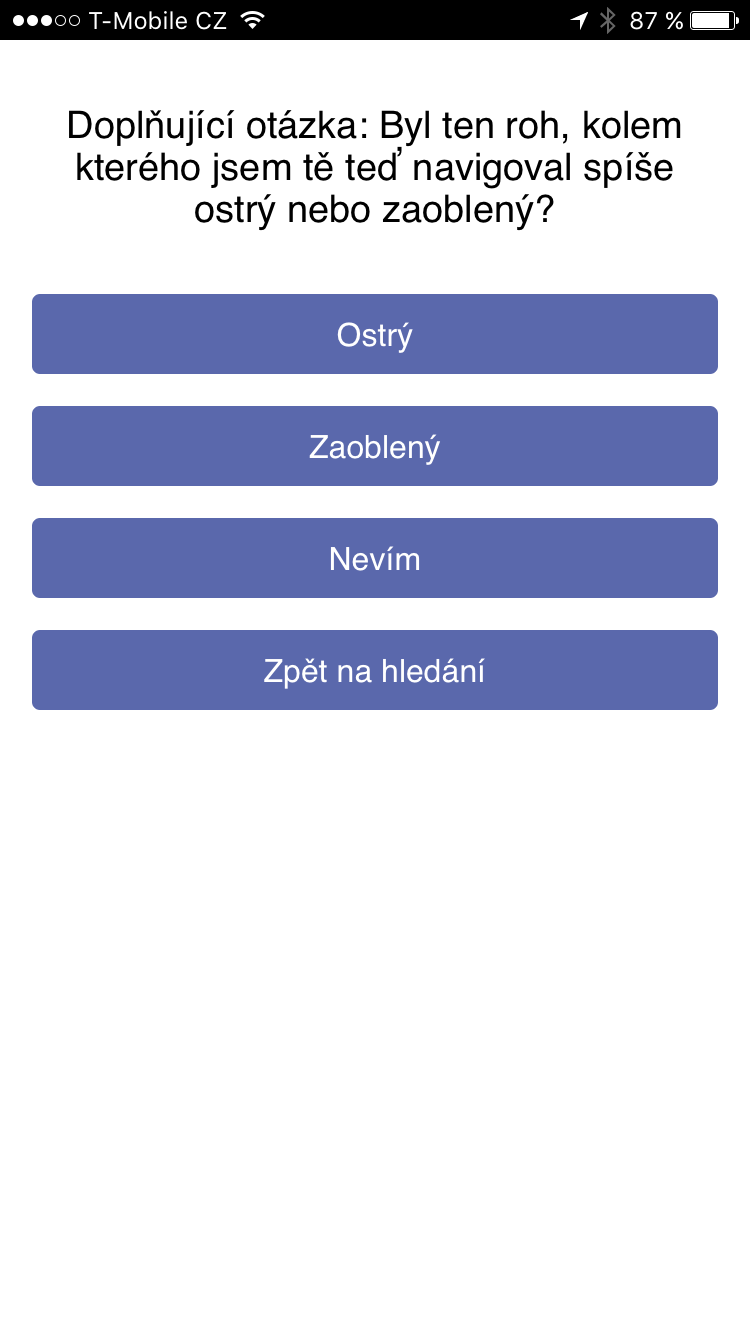 T-Mobile CZ 87 %
Doplňující otázka: Byl ten roh, kolem
kterého jsem tě teď navigoval spíše
ostrý nebo zaoblený?
Ostrý
Zaoblený
Nevím
Zpět na hledání